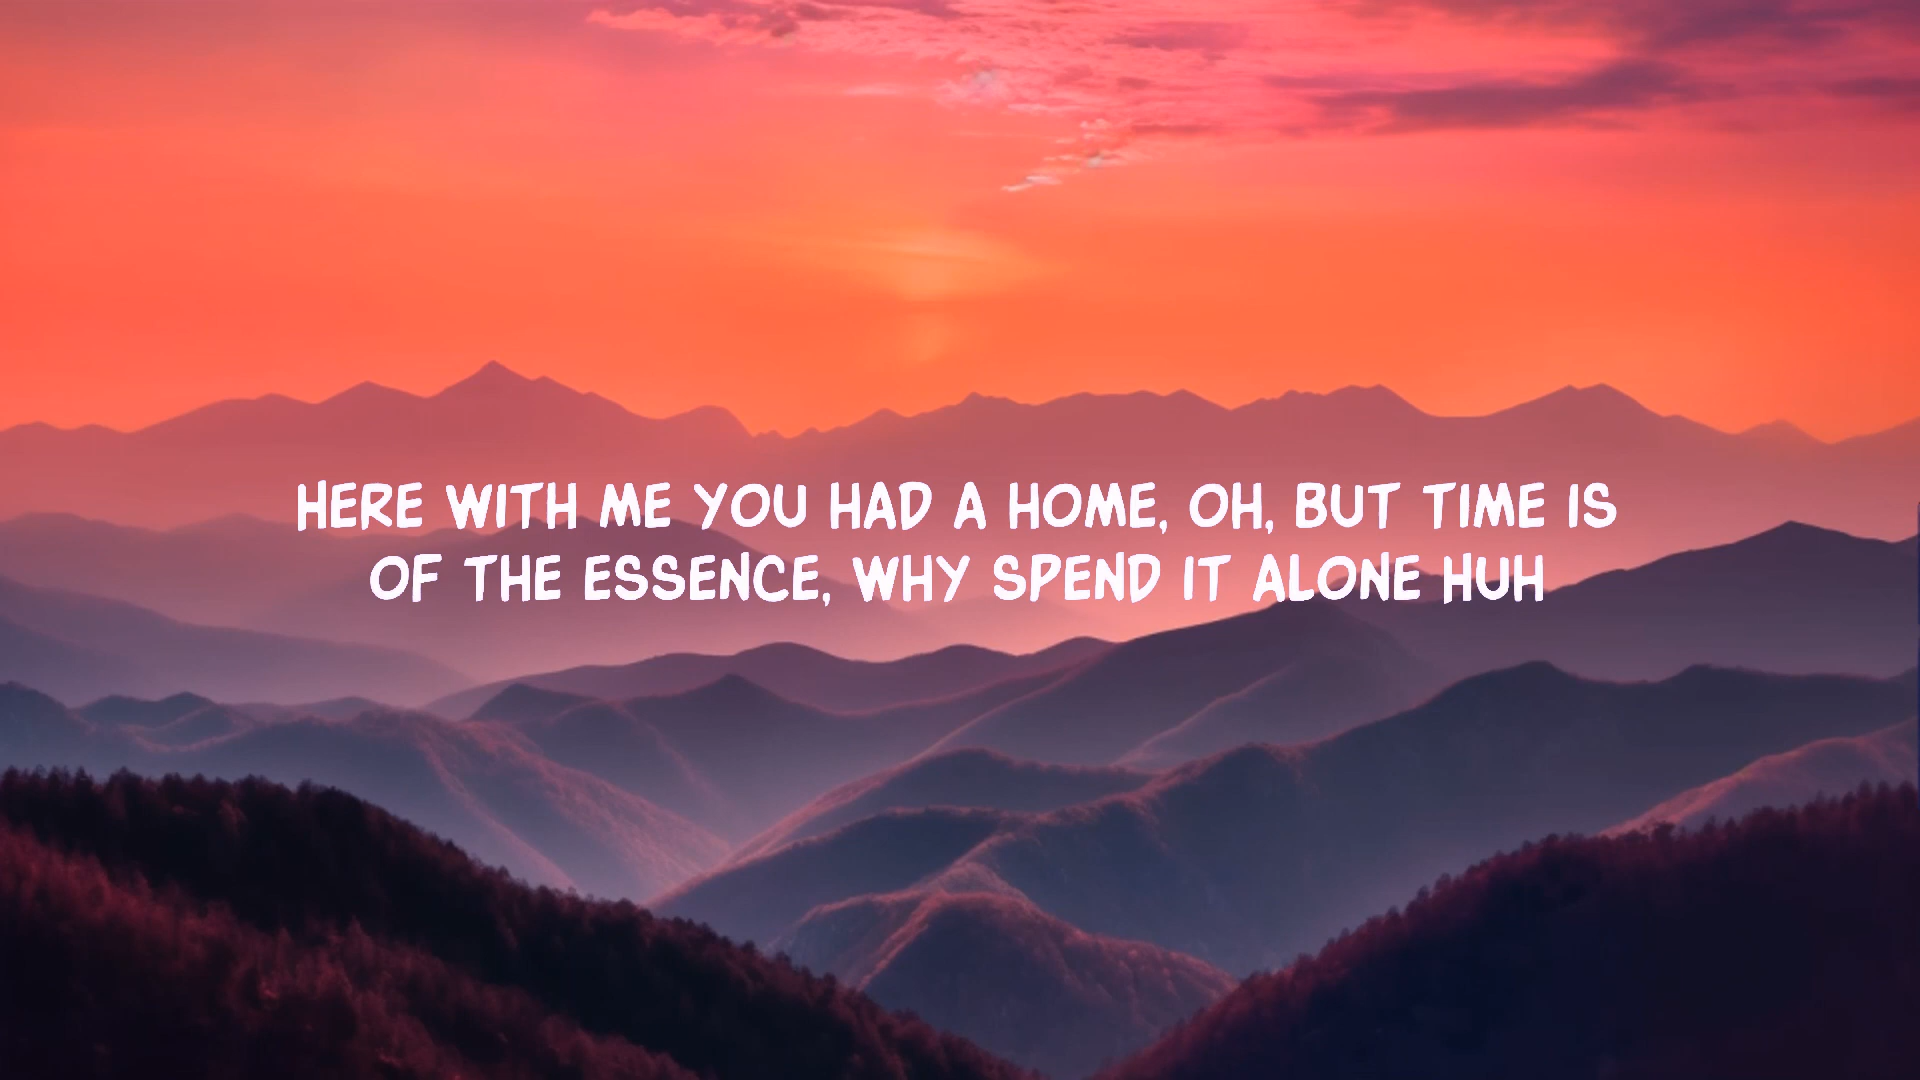 HERE WITH ME YOU HAD A HOME, OH, BUT TIME IS
OF THE ESSENCE, WHY SPEND IT ALONE HUH